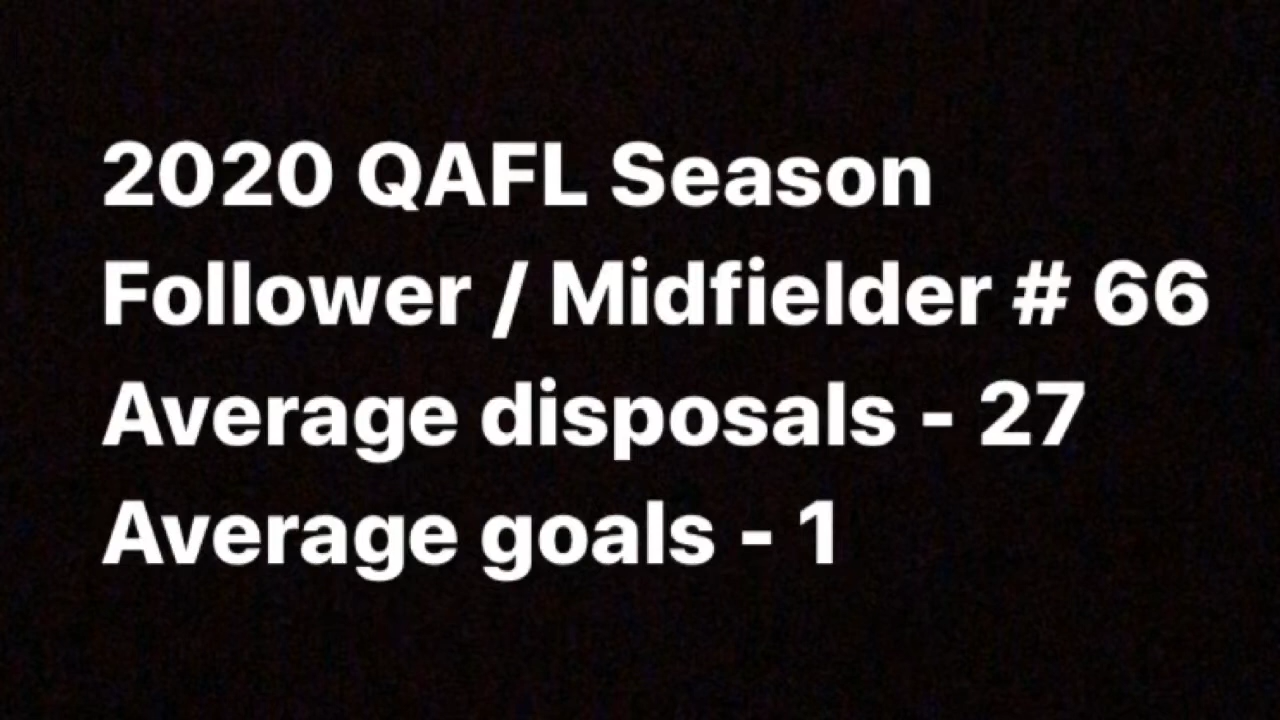 2020 QAFL Season
Follower / Midfielder # 66
Average disposals - 27
Average goals - 1